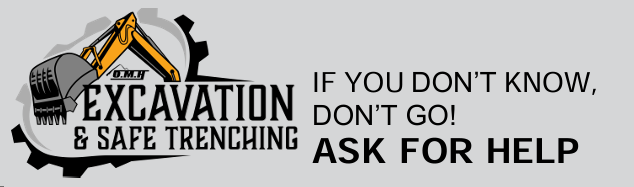 O.M.H
EXCAVATION
& SAFE TRENCHING
IF YOU DON'T KNOW,
DON'T GO!
ASK FOR HELP